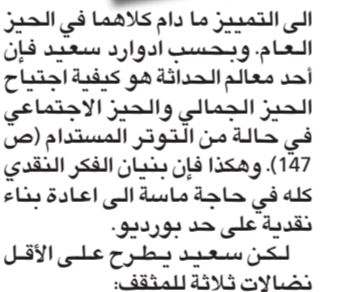 الى التمييز ما دام كلاهما في الحيز
العام. وبحسب ادوارد سعيد فإن
أحد معالم الحداثة هو كيفية اجتياح
الحيز الجمالي والحيز الاجتماعي
في حالة من التوتر المستدام (ص
147). وهكذا فإن بنيان الفكر النقدي
كله في حاجة ماسة الى اعادة بناء
نقدية على حد بورديو.
لكن سعيد يطرح على الأقل
نضالات ثلاثة للمثقف: